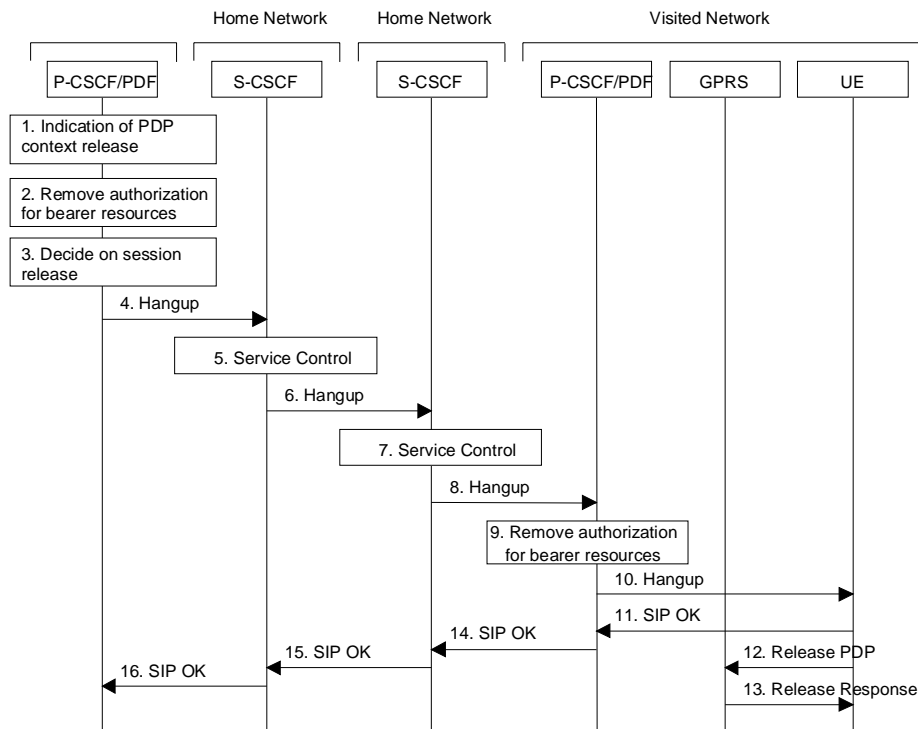 Home Network
Home Network
Visited Network
P-CSCF/PDF
S-CSCF
S-CSCF
P-CSCF/PDF
GPRS
UE
1. Indication of PDP
context release
2. Remove authorization
for bearer resources
3. Decide on session
release
4. Hangup
5. Service Control
6. Hangup
7. Service Control
8. Hangup
9. Remove authorization
for bearer resources
10. Hangup
11. SIP OK
14. SIP OK
12. Release PDP
15. SIP OK
16. SIP OK
13. Release Response